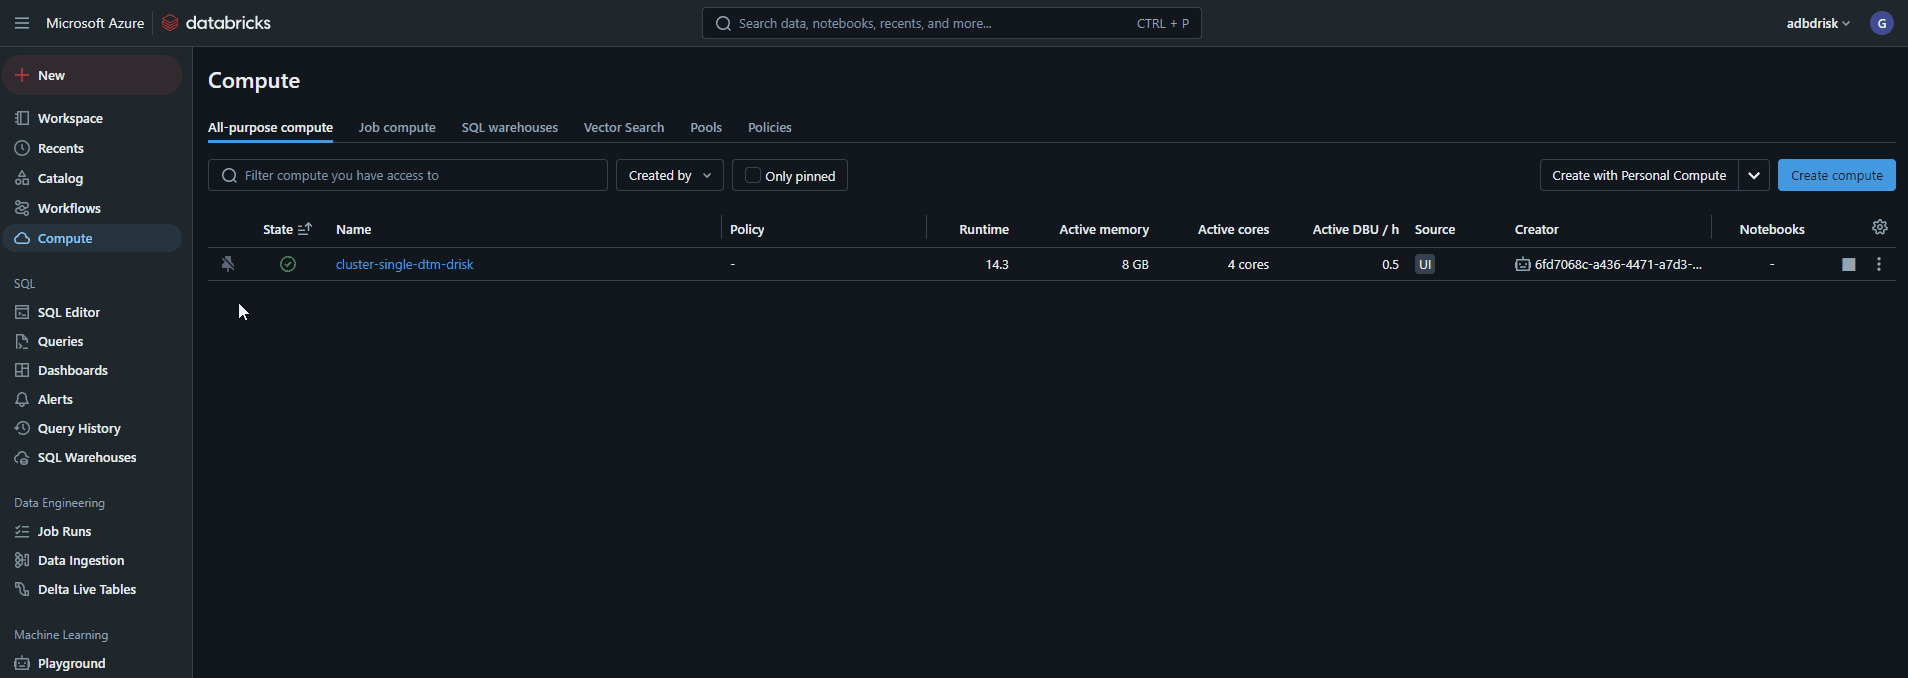 Microsoft Azure databricks Search data, notebooks, recents, and more... CTRL + P adbdrisk G
New
Workspace
Recents
Catalog
Workflows
Compute
SQL
SQL Editor
Queries
Dashboards
Alerts
Query History
SQL Warehouses
Data Engineering
Job Runs
Data Ingestion
Delta Live Tables
Machine Learning
Playground
Compute
All-purpose compute Job compute SQL warehouses Vector Search Pools Policies
Filter compute you have access to Created by Only pinned Create with Personal Compute Create compute
State Name Policy Runtime Active memory Active cores Active DBU / h Source Creator Notebooks
cluster-single-dtm-drisk - 14.3 8 GB 4 cores 0.5 UI 6fd7068c-a436-4471-a7d3-... -